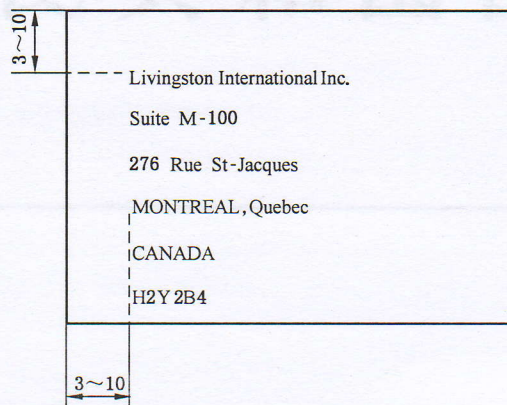 3～10
Livingston International Inc.
Suite M-100
276 Rue St-Jacques
MONTREAL, Quebec
CANADA
H2Y 2B4
3～10